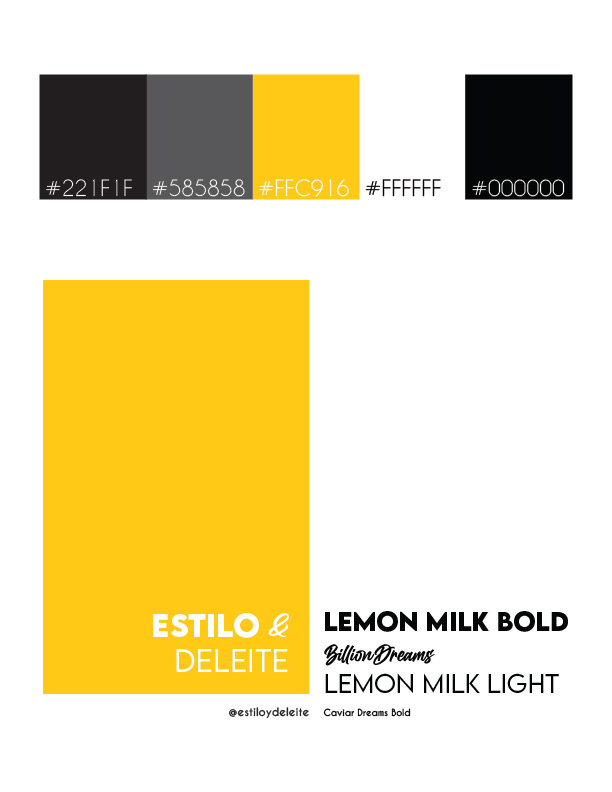 #221F1F #585858 #FFC916 #FFFFFF #000000
ESTILO &
DELEITE
LEMON MILK BOLD
Billion Dreams
LEMON MILK LIGHT
@estiloydeleite
Caviar Dreams Bold